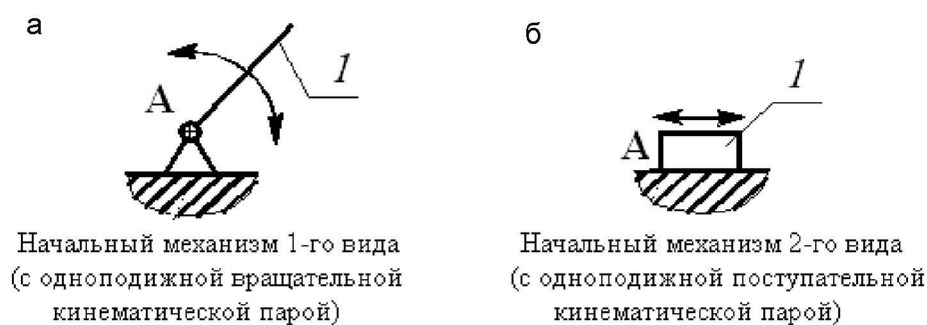 а
1
А
Начальный механизм 1-го вида
(с одноподижной вращательной
кинематической парой)
б
1
А
Начальный механизм 2-го вида
(с одноподижной поступательной
кинематической парой)